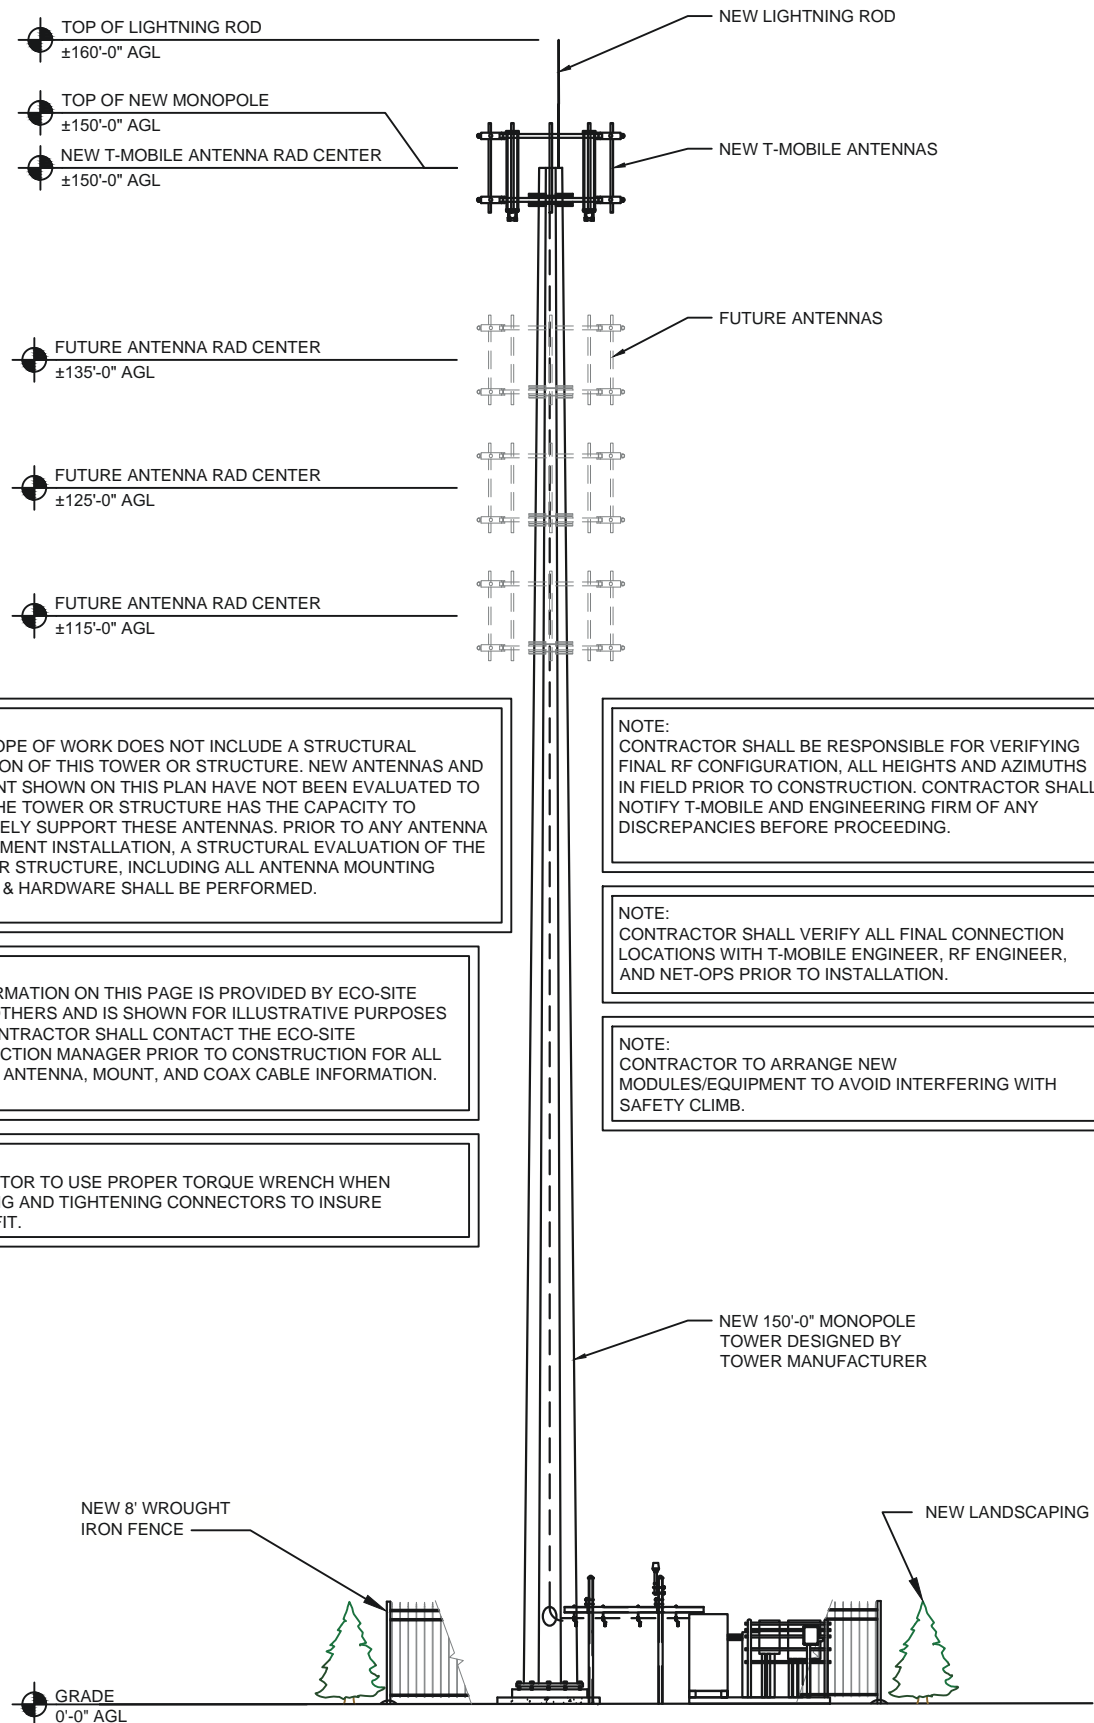 TOP OF LIGHTNING ROD
±160'-0" AGL
NEW LIGHTNING ROD
TOP OF NEW MONOPOLE
±150'-0" AGL
NEW T-MOBILE ANTENNA RAD CENTER
±150'-0" AGL
NEW T-MOBILE ANTENNAS
FUTURE ANTENNAS
FUTURE ANTENNA RAD CENTER
±135'-0" AGL
FUTURE ANTENNA RAD CENTER
±125'-0" AGL
FUTURE ANTENNA RAD CENTER
±115'-0" AGL
OPE OF WORK DOES NOT INCLUDE A STRUCTURAL
ON OF THIS TOWER OR STRUCTURE. NEW ANTENNAS AND
NT SHOWN ON THIS PLAN HAVE NOT BEEN EVALUATED TO
HE TOWER OR STRUCTURE HAS THE CAPACITY TO
ELY SUPPORT THESE ANTENNAS. PRIOR TO ANY ANTENNA
MENT INSTALLATION, A STRUCTURAL EVALUATION OF THE
R STRUCTURE, INCLUDING ALL ANTENNA MOUNTING
& HARDWARE SHALL BE PERFORMED.
RMATION ON THIS PAGE IS PROVIDED BY ECO-SITE
OTHERS AND IS SHOWN FOR ILLUSTRATIVE PURPOSES
NTRACTOR SHALL CONTACT THE ECO-SITE
CTION MANAGER PRIOR TO CONSTRUCTION FOR ALL
ANTENNA, MOUNT, AND COAX CABLE INFORMATION.
TOR TO USE PROPER TORQUE WRENCH WHEN
NG AND TIGHTENING CONNECTORS TO INSURE
FIT.
NOTE:
CONTRACTOR SHALL BE RESPONSIBLE FOR VERIFYING
FINAL RF CONFIGURATION, ALL HEIGHTS AND AZIMUTHS
IN FIELD PRIOR TO CONSTRUCTION. CONTRACTOR SHALL
NOTIFY T-MOBILE AND ENGINEERING FIRM OF ANY
DISCREPANCIES BEFORE PROCEEDING.
NOTE:
CONTRACTOR SHALL VERIFY ALL FINAL CONNECTION
LOCATIONS WITH T-MOBILE ENGINEER, RF ENGINEER,
AND NET-OPS PRIOR TO INSTALLATION.
NOTE:
CONTRACTOR TO ARRANGE NEW
MODULES/EQUIPMENT TO AVOID INTERFERING WITH
SAFETY CLIMB.
NEW 150'-0" MONOPOLE
TOWER DESIGNED BY
TOWER MANUFACTURER
NEW 8' WROUGHT
IRON FENCE
NEW LANDSCAPING
GRADE
0'-0" AGL